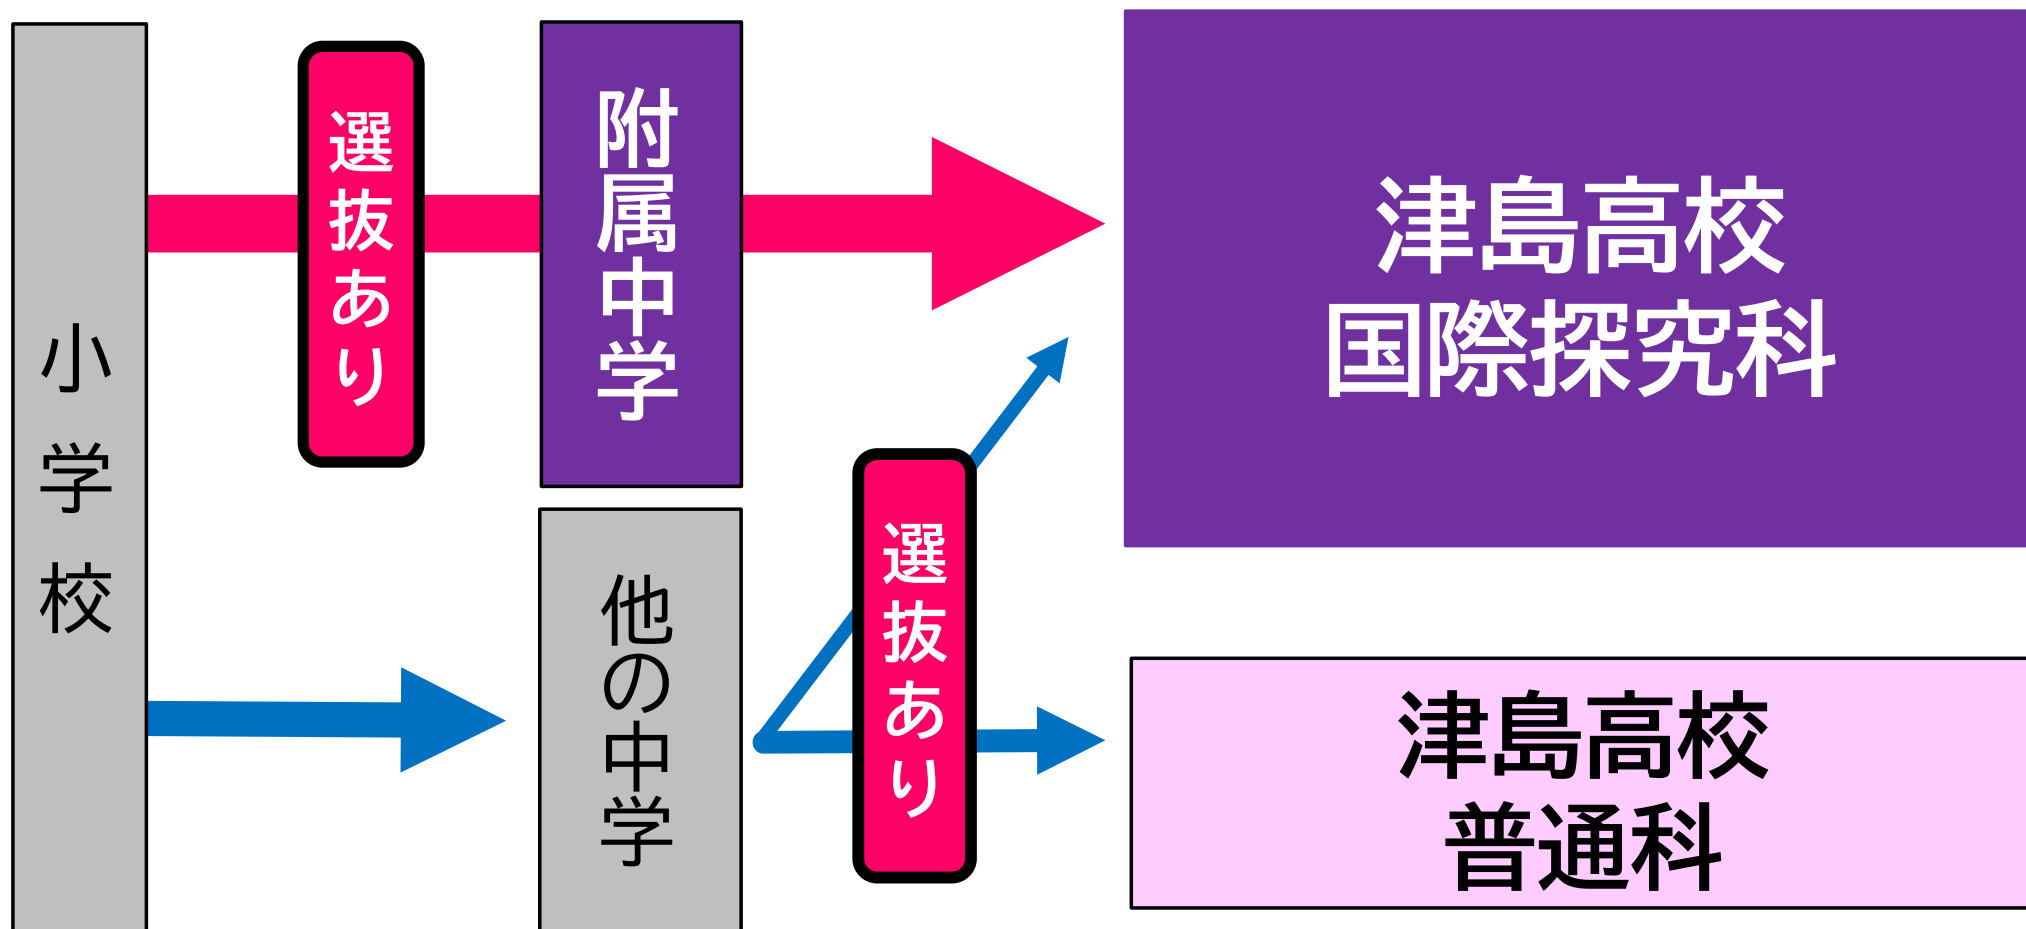 小学校
選抜あり
附属中学
他の中学
選抜あり
津島高校
国際探究科
津島高校
普通科